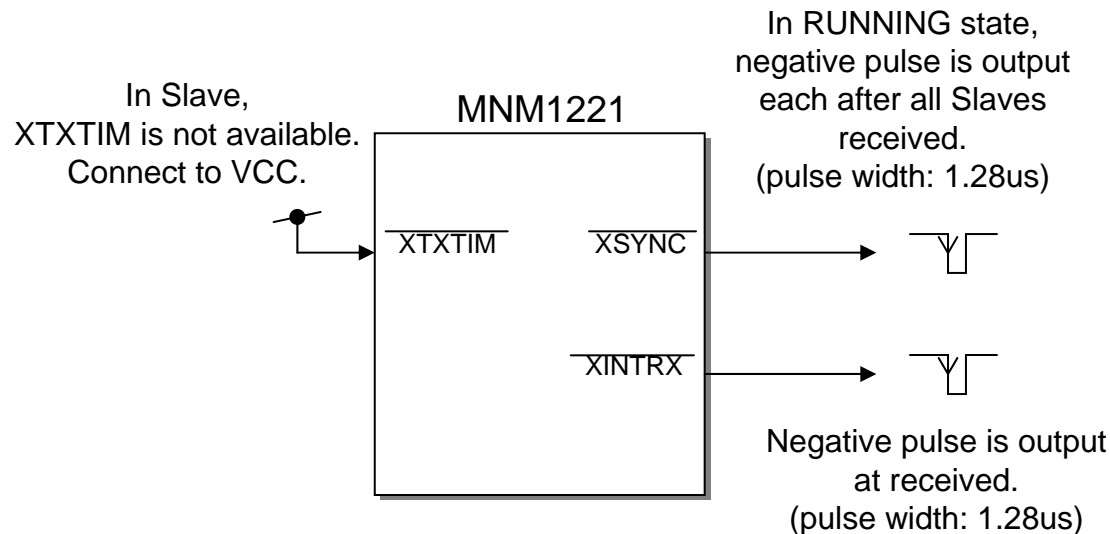 In RUNNING state,
negative pulse is output
each after all Slaves
received.
(pulse width: 1.28us)
In Slave,
XTXTIM is not available.
Connect to VCC.
MNM1221
XTXTIM
XSYNC
XINTRX
Negative pulse is output
at received.
(pulse width: 1.28us)